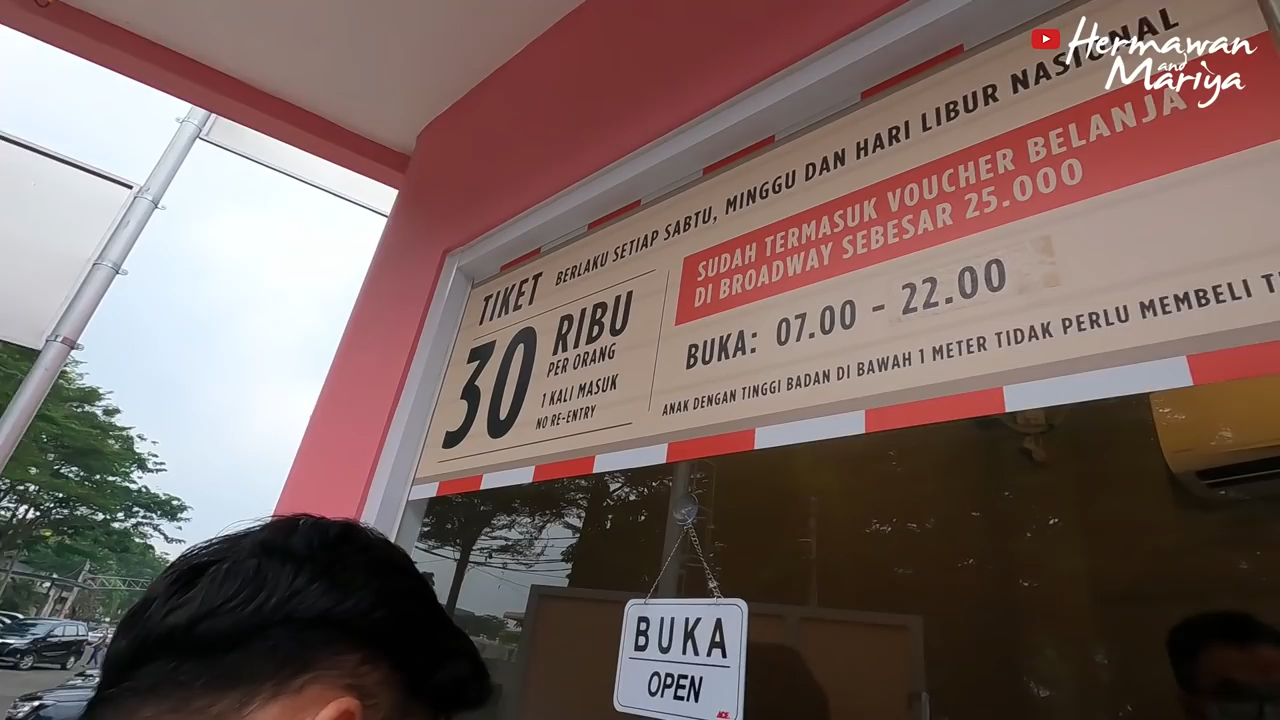 Hermawan
and
Mariya
TIKET BERLAKU SETIAP SABTU, MINGGU DAN HARI LIBUR NASIONAL
30 RIBU
PER ORANG
1 KALI MASUK
NO RE-ENTRY
SUDAH TERMASUK VOUCHER BELANJA
DI BROADWAY SEBESAR 25.000
BUKA: 07.00 - 22.00
ANAK DENGAN TINGGI BADAN DI BAWAH 1 METER TIDAK PERLU MEMBELI
BUKA
OPEN
ACE